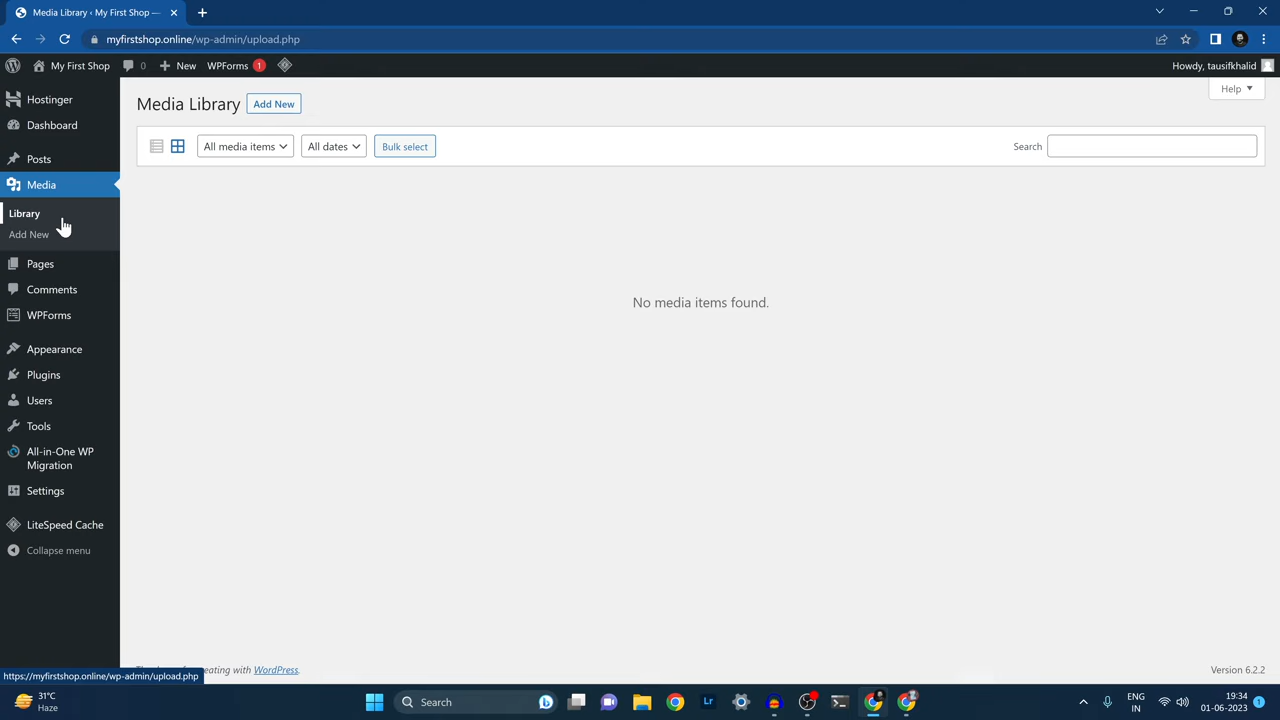 Media Library ‹ My First Shop —
myfirstshop.online/wp-admin/upload.php
My First Shop 0 New WPForms 1
Howdy, tausifkhalid
Hostinger
Dashboard
Posts
Media
Library
Add New
Pages
Comments
WPForms
Appearance
Plugins
Users
Tools
All-in-One WP
Migration
Settings
LiteSpeed Cache
Collapse menu
Media Library Add New
Help
All media items All dates Bulk select
Search
No media items found.
eating with WordPress.
Version 6.2.2
https://myfirstshop.online/wp-admin/upload.php
31°C
Haze
Search
Lr
ENG
IN
19:34
01-06-2023
1